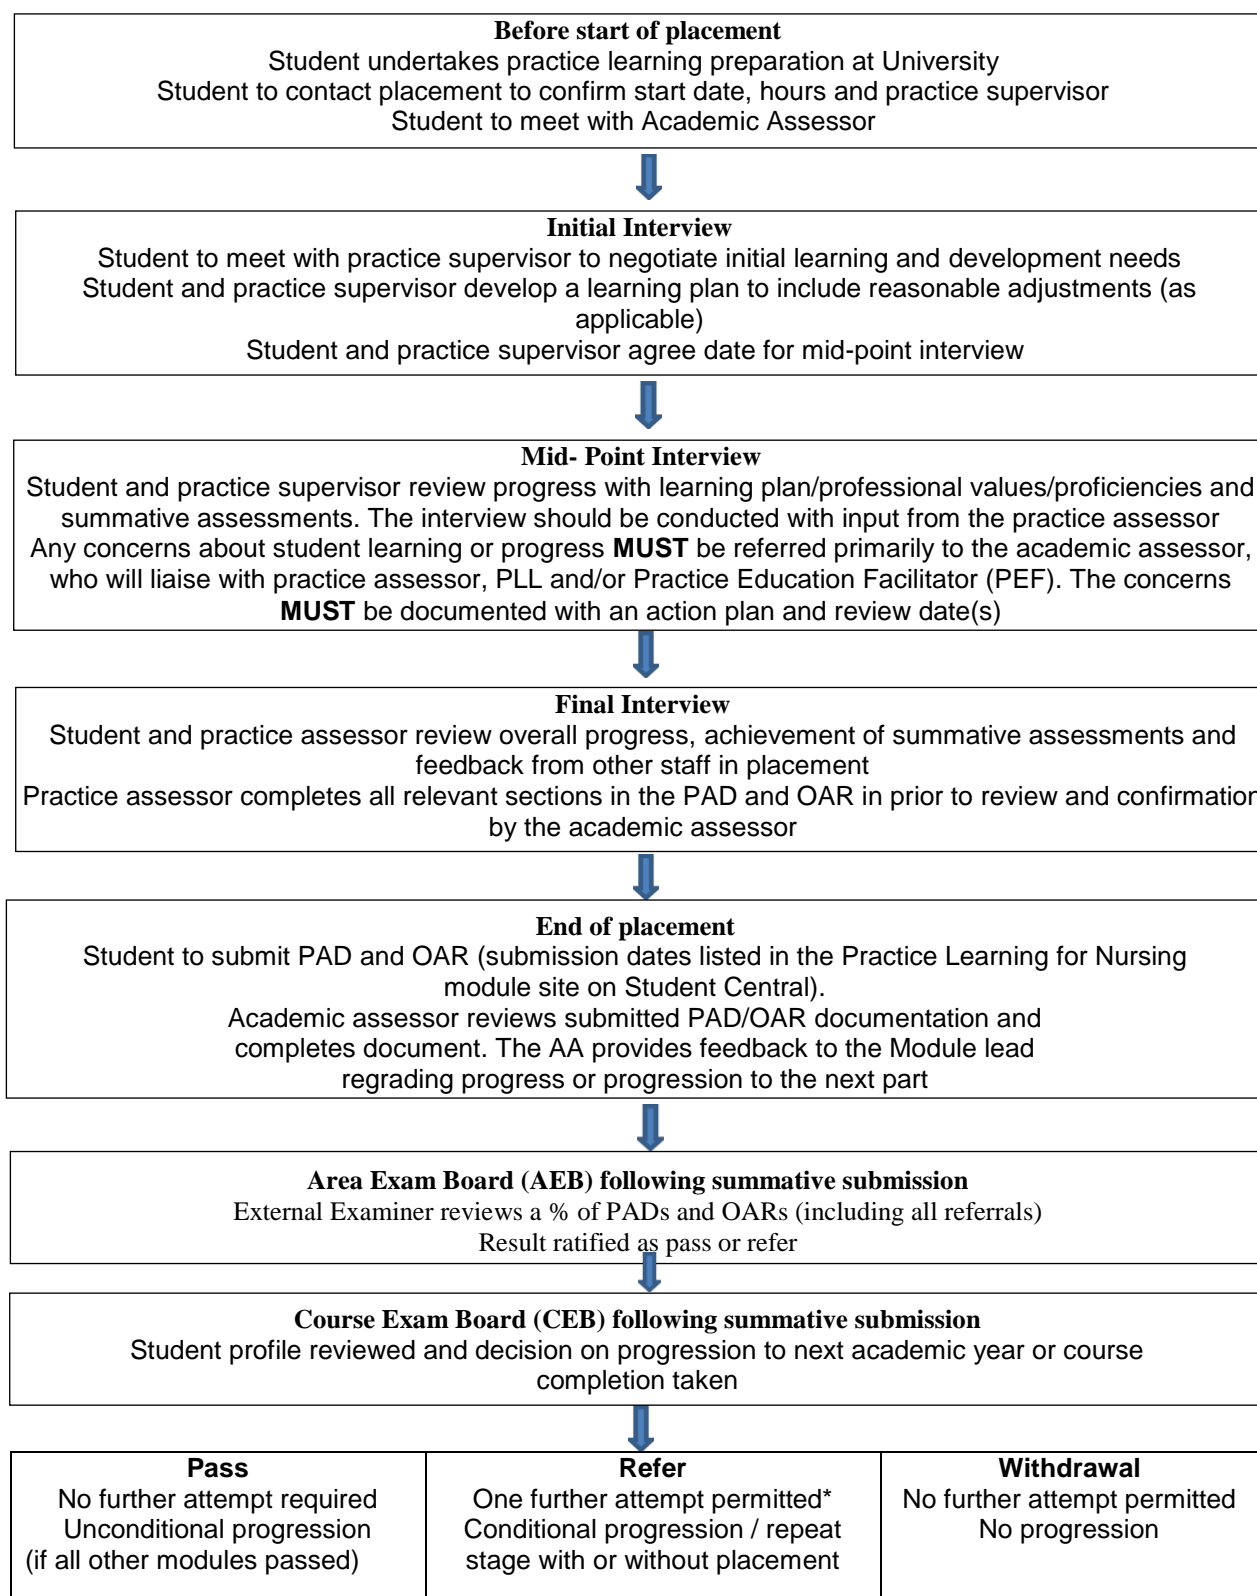 Before start of placement
Student undertakes practice learning preparation at University
Student to contact placement to confirm start date, hours and practice supervisor
Student to meet with Academic Assessor
Initial Interview
Student to meet with practice supervisor to negotiate initial learning and development needs
Student and practice supervisor develop a learning plan to include reasonable adjustments (as
applicable)
Student and practice supervisor agree date for mid-point interview
Mid- Point Interview
Student and practice supervisor review progress with learning plan/professional values/proficiencies and
summative assessments. The interview should be conducted with input from the practice assessor
Any concerns about student learning or progress MUST be referred primarily to the academic assessor,
who will liaise with practice assessor, PLL and/or Practice Education Facilitator (PEF). The concerns
MUST be documented with an action plan and review date(s)
Final Interview
Student and practice assessor review overall progress, achievement of summative assessments and
feedback from other staff in placement
Practice assessor completes all relevant sections in the PAD and OAR in prior to review and confirmation
by the academic assessor
End of placement
Student to submit PAD and OAR (submission dates listed in the Practice Learning for Nursing
module site on Student Central).
Academic assessor reviews submitted PAD/OAR documentation and
completes document. The AA provides feedback to the Module lead
regrading progress or progression to the next part
Area Exam Board (AEB) following summative submission
External Examiner reviews a % of PADs and OARs (including all referrals)
Result ratified as pass or refer
Course Exam Board (CEB) following summative submission
Student profile reviewed and decision on progression to next academic year or course
completion taken
Pass
No further attempt required
Unconditional progression
(if all other modules passed)
Refer
One further attempt permitted*
Conditional progression / repeat
stage with or without placement
Withdrawal
No further attempt permitted
No progression